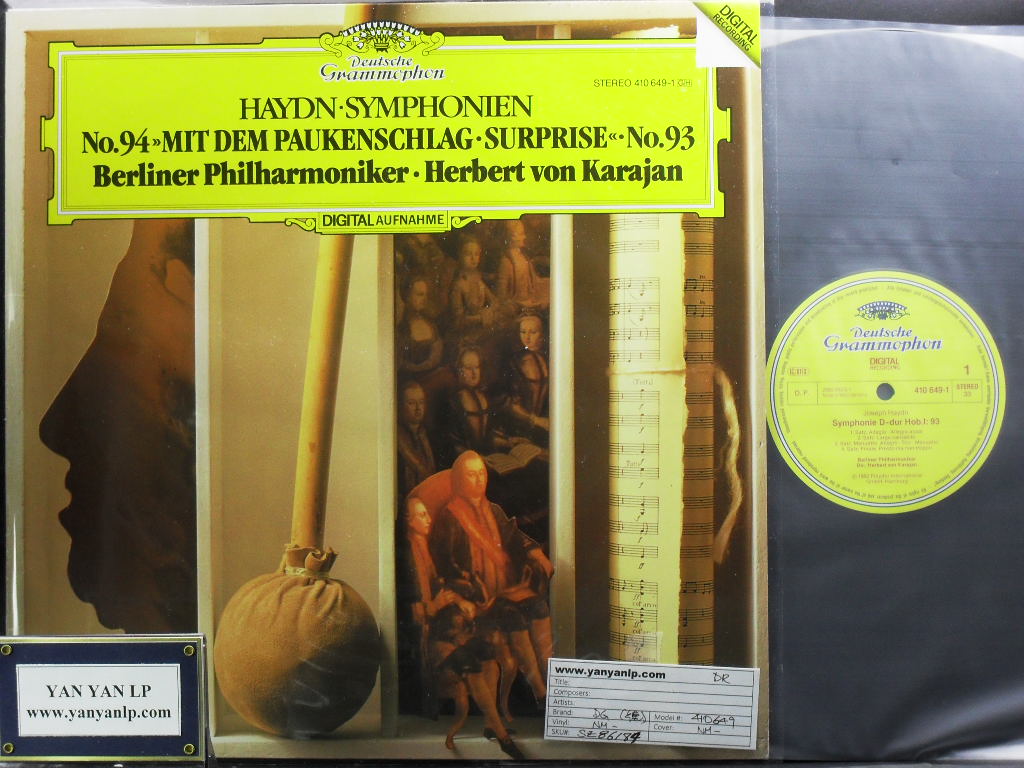 DIGITAL
RECORDING
Deutsche
Grammophon
STEREO 410 649-1 GH
HAYDN·SYMPHONIEN
No.94»MIT DEM PAUKENSCHLAG·SURPRISE«·No.93
Berliner Philharmoniker·Herbert von Karajan
DIGITAL AUFNAHME
(Tutti)
Tutti
Deutsche
Grammophon
DIGITAL
RECORDING
1
D.P.
410 649-1
STEREO
33
Joseph Haydn
Symphonie D-dur Hob.I: 93
Berliner Philharmoniker
Dir. Herbert von Karajan
YAN YAN LP
www.yanyanlp.com
www.yanyanlp.com DR
Title:
Composers:
Artists:
Brand: DG Model #: 410649
Vinyl: NM- Cover: NM-
SKU#: